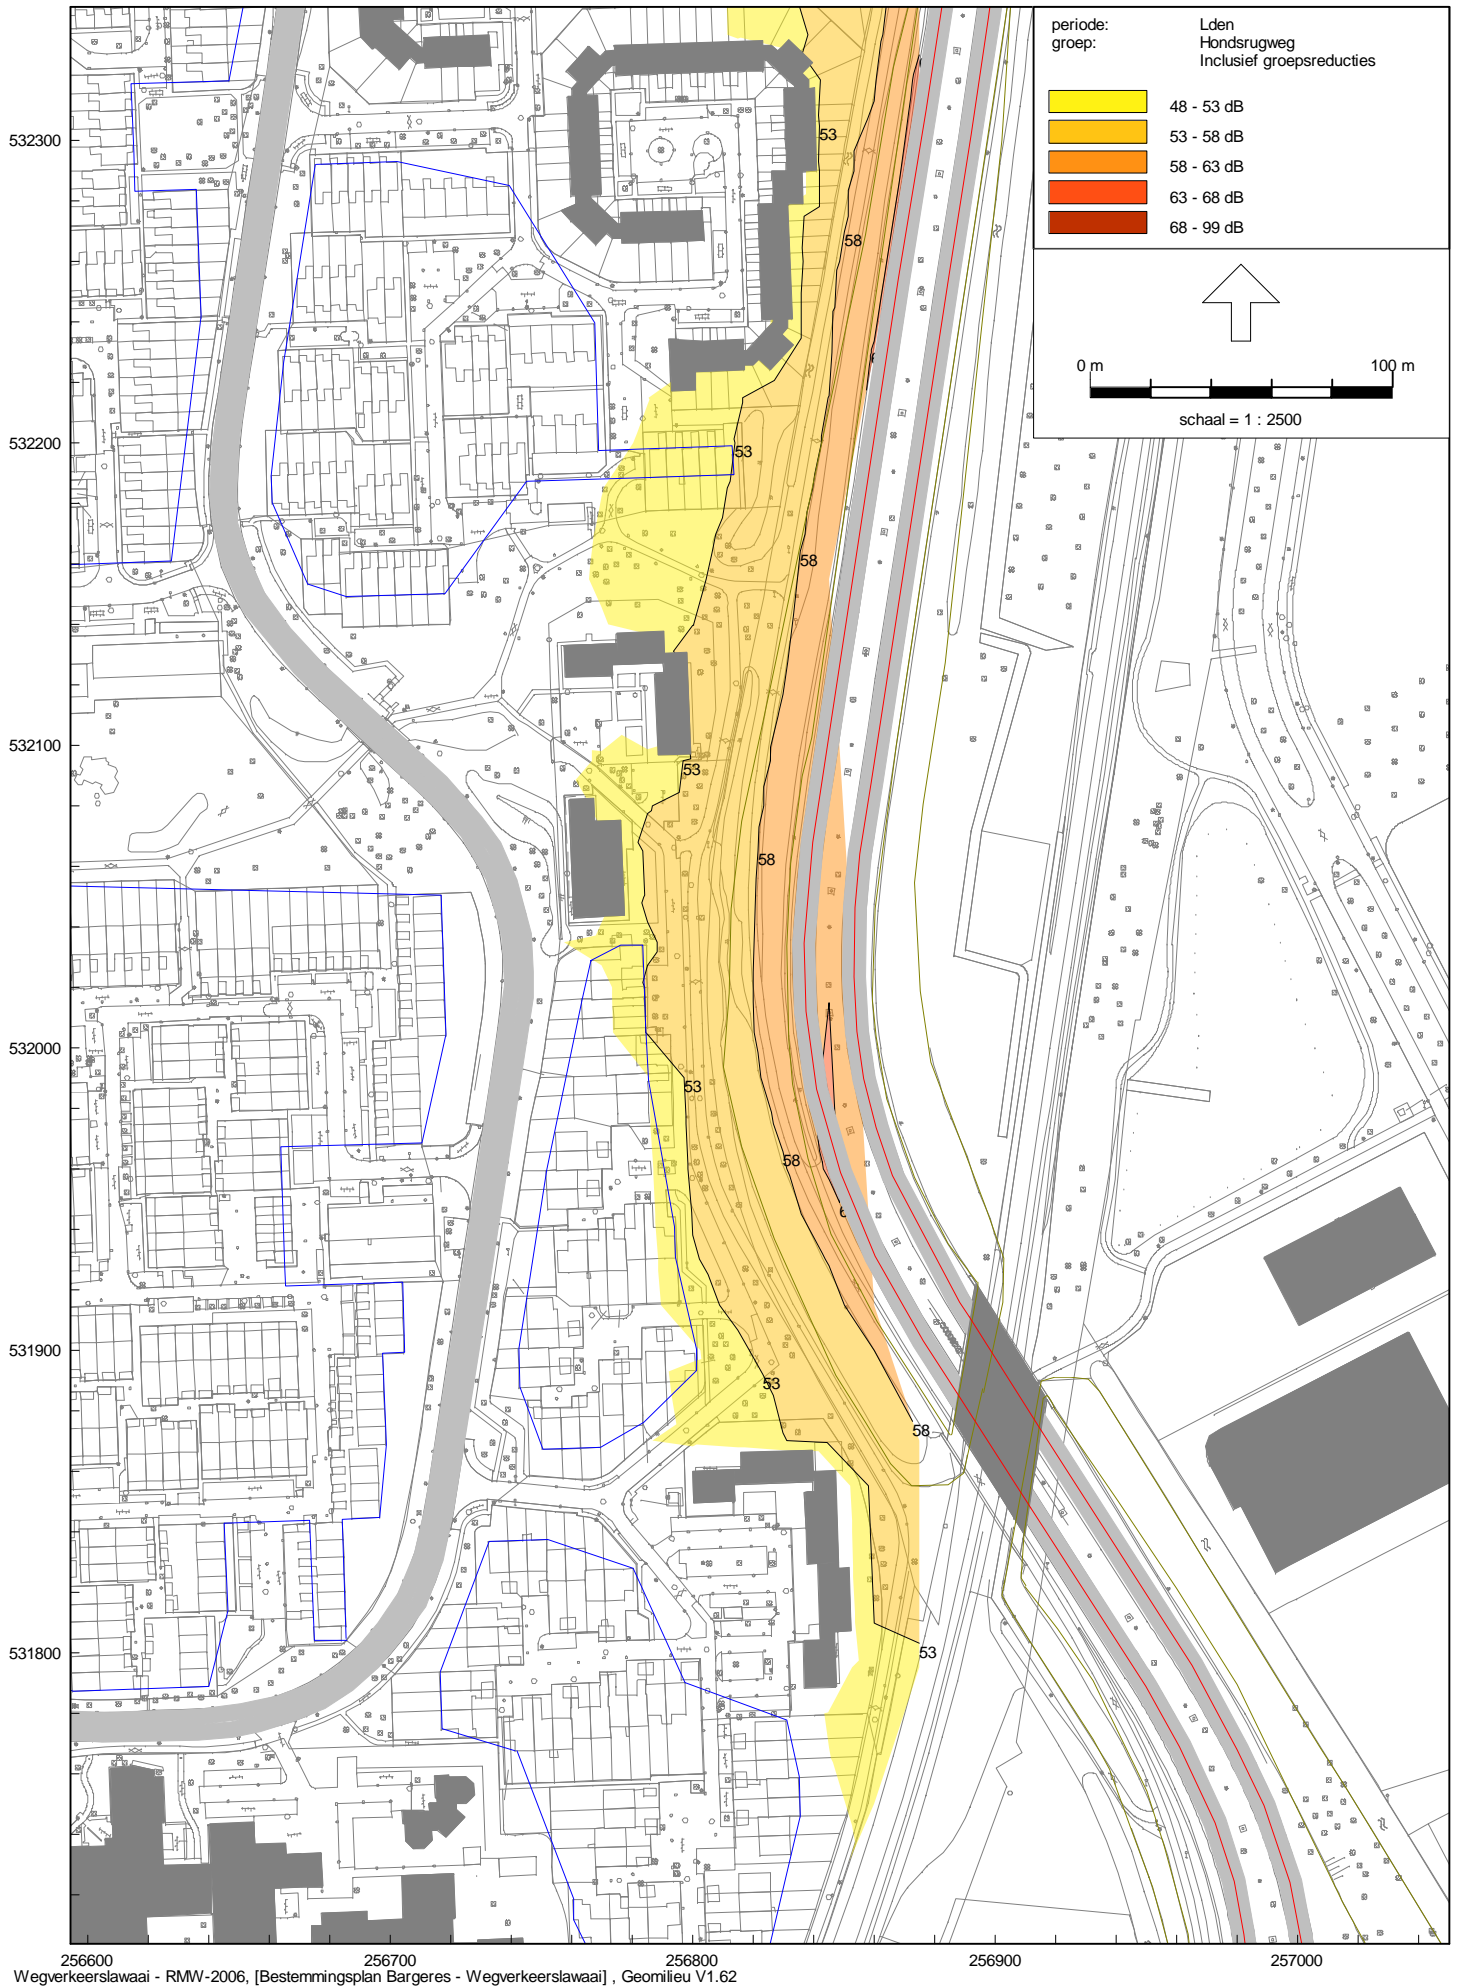 periode: Lden
groep: Hondsrugweg
Inclusief groepsreducties
48 - 53 dB
53 - 58 dB
58 - 63 dB
63 - 68 dB
68 - 99 dB
0 m 100 m
schaal = 1 : 2500
532300
532200
532100
532000
531900
531800
53
58
6
53
58
53
58
53
58
6
53
58
53
256600 256700 256800 256900 257000
Wegverkeerslawaai - RMW-2006, [Bestemmingsplan Bargeres - Wegverkeerslawaai] , Geomilieu V1.62